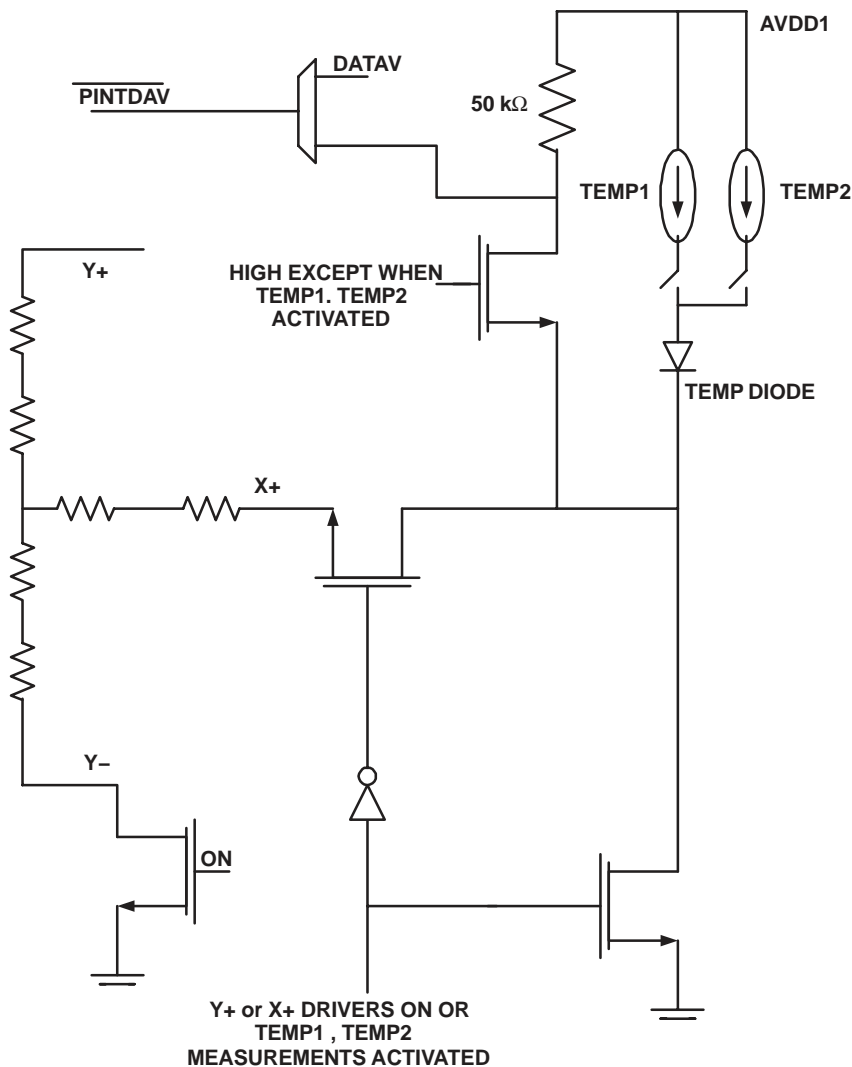 AVDD1
DATAV
PINTDAV
50 kΩ
TEMP1
TEMP2
Y+
HIGH EXCEPT WHEN
TEMP1. TEMP2
ACTIVATED
TEMP DIODE
X+
Y−
ON
Y+ or X+ DRIVERS ON OR
TEMP1 , TEMP2
MEASUREMENTS ACTIVATED